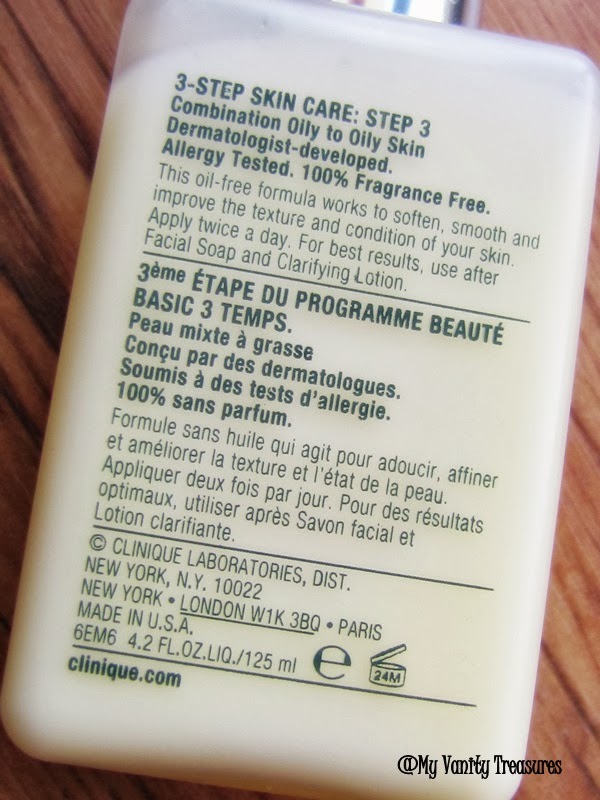 3-STEP SKIN CARE: STEP 3
Combination Oily to Oily Skin
Dermatologist-developed.
Allergy Tested. 100% Fragrance Free.
This oil-free formula works to soften, smooth and
improve the texture and condition of your skin.
Apply twice a day. For best results, use after
Facial Soap and Clarifying Lotion.
3ème ÉTAPE DU PROGRAMME BEAUTÉ
BASIC 3 TEMPS.
Peau mixte à grasse
Conçu par des dermatologues.
Soumis à des tests d'allergie.
100% sans parfum.
Formule sans huile qui agit pour adoucir, affiner
et améliorer la texture et l'état de la peau.
Appliquer deux fois par jour. Pour des résultats
optimaux, utiliser après Savon facial et
Lotion clarifiante.
© CLINIQUE LABORATORIES, DIST.
NEW YORK, N.Y. 10022
NEW YORK • LONDON W1K 3BQ • PARIS
MADE IN U.S.A.
6EM6 4.2 FL.OZ.LIQ./125 ml ℮ 24M
clinique.com
@My Vanity Treasures